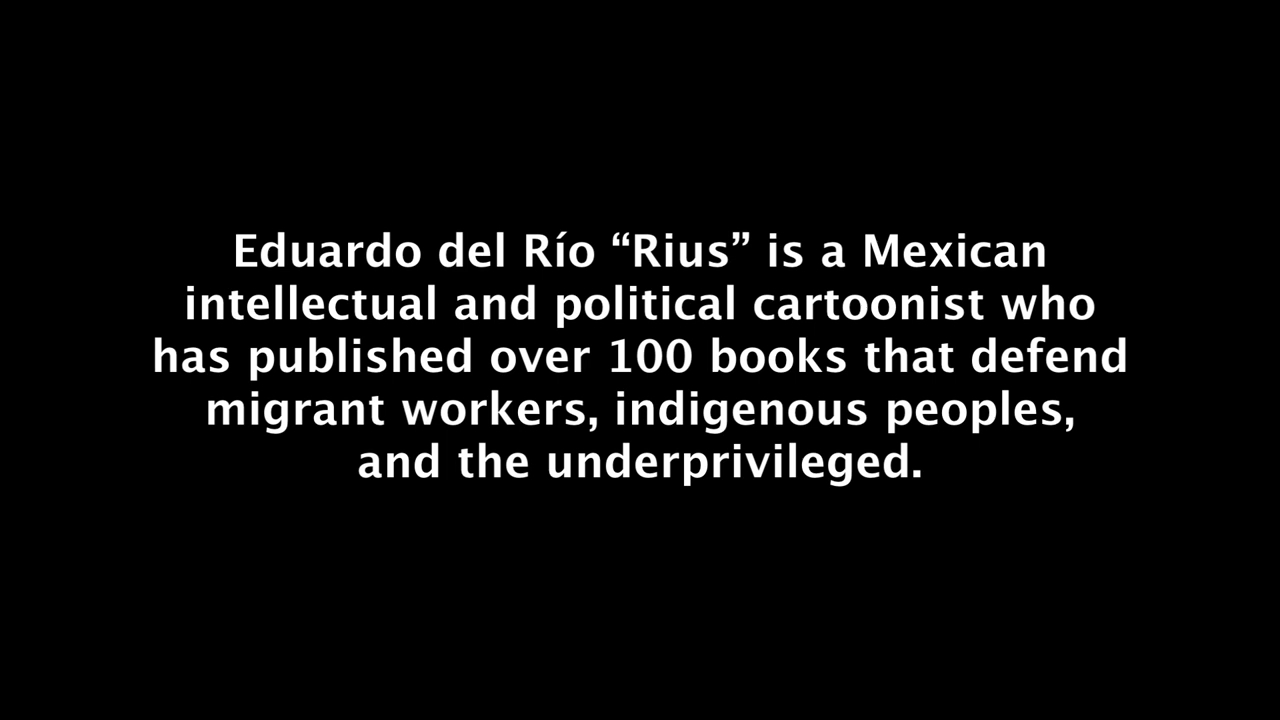 Eduardo del Río “Rius” is a Mexican
intellectual and political cartoonist who
has published over 100 books that defend
migrant workers, indigenous peoples,
and the underprivileged.